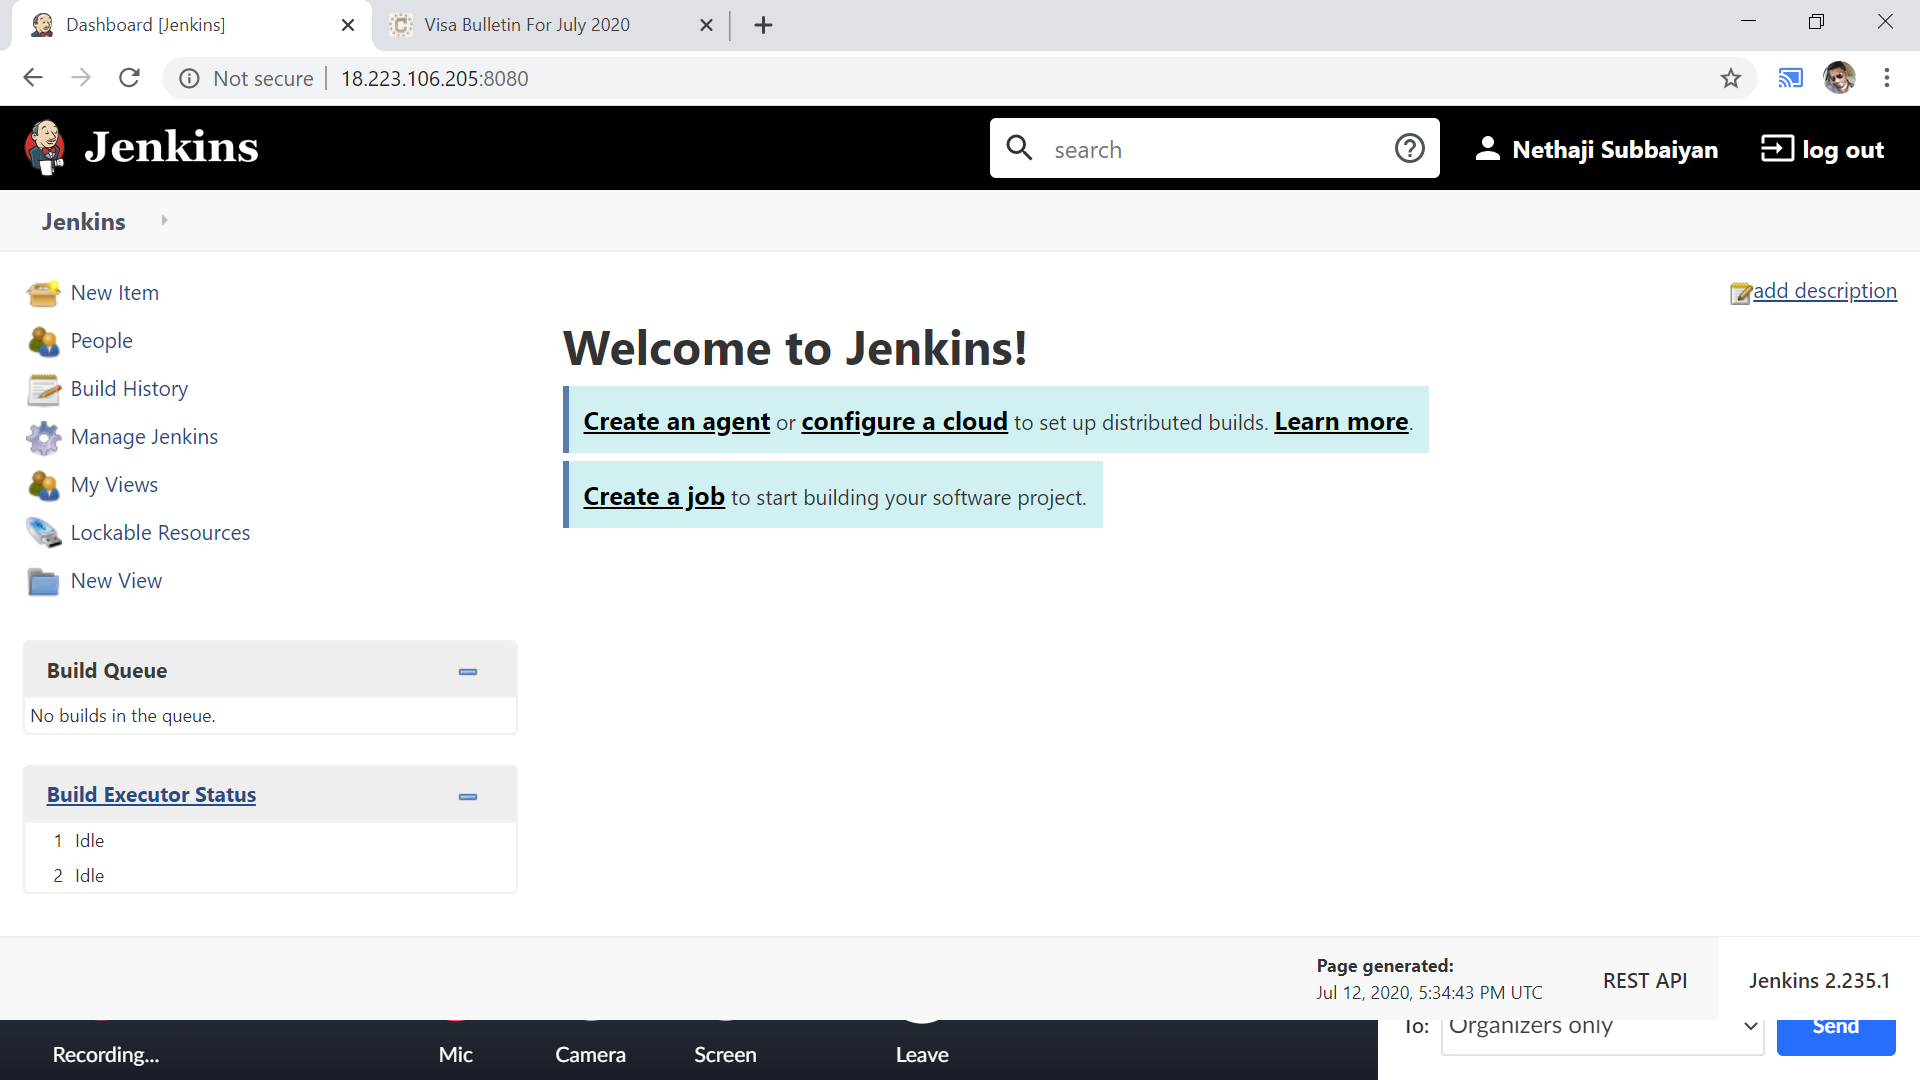 Dashboard [Jenkins]
Visa Bulletin For July 2020
Not secure
18.223.106.205:8080
Jenkins
search
Nethaji Subbaiyan
log out
Jenkins
New Item
People
Build History
Manage Jenkins
My Views
Lockable Resources
New View
add description
Welcome to Jenkins!
Create an agent or configure a cloud to set up distributed builds. Learn more.
Create a job to start building your software project.
Build Queue
No builds in the queue.
Build Executor Status
1 Idle
2 Idle
Page generated:
Jul 12, 2020, 5:34:43 PM UTC
REST API
Jenkins 2.235.1
Recording...
Mic
Camera
Screen
Leave
To:
Organizers only
Send